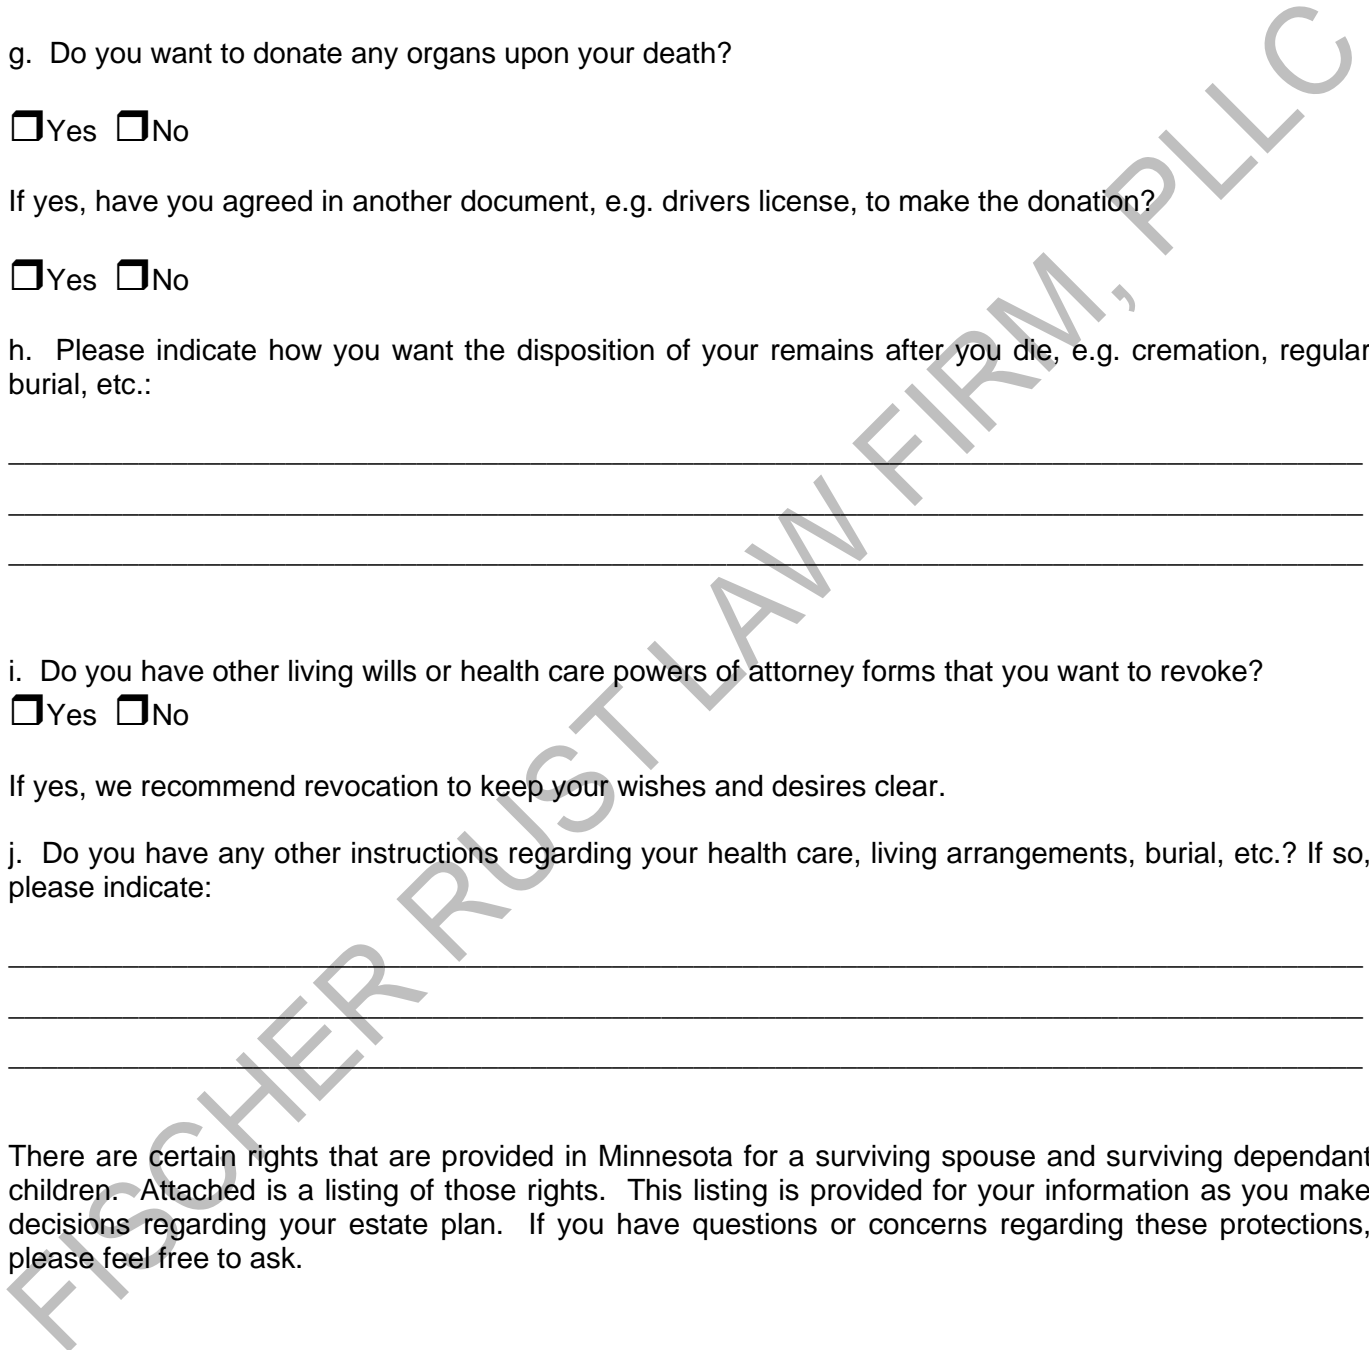 g.  Do you want to donate any organs upon your death?
❒Yes ❒No
If yes, have you agreed in another document, e.g. drivers license, to make the donation?
❒Yes ❒No
h.  Please indicate how you want the disposition of your remains after you die, e.g. cremation, regular
burial, etc.:
i.  Do you have other living wills or health care powers of attorney forms that you want to revoke?
❒Yes ❒No
If yes, we recommend revocation to keep your wishes and desires clear.
j.  Do you have any other instructions regarding your health care, living arrangements, burial, etc.? If so,
please indicate:
There are certain rights that are provided in Minnesota for a surviving spouse and surviving dependant
children.  Attached is a listing of those rights.  This listing is provided for your information as you make
decisions regarding your estate plan.  If you have questions or concerns regarding these protections,
please feel free to ask.
FISCHER RUST LAW FIRM, PLLC